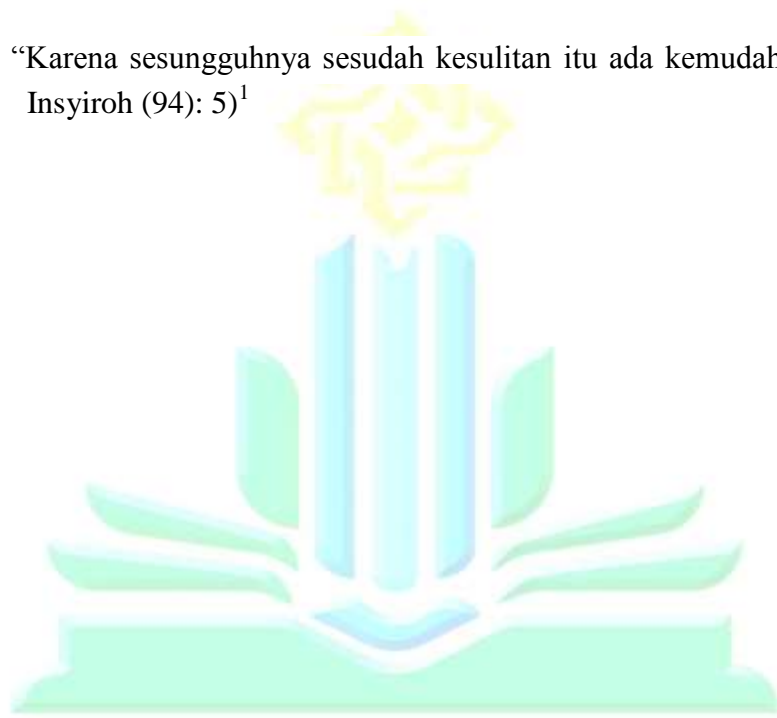 “Karena sesungguhnya sesudah kesulitan itu ada kemudah
Insyiroh (94): 5)1